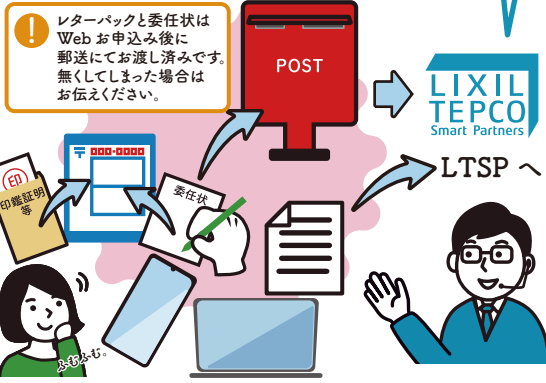 !
レターパックと委任状は
Web お申込み後に
郵送にてお渡し済みです。
無くしてしまった場合は
お伝えください。
POST
LIXIL
TEPCO
Smart Partners
LTSP へ
〒 000-0000
印
印鑑証明
等
委任状
ふむふむ。